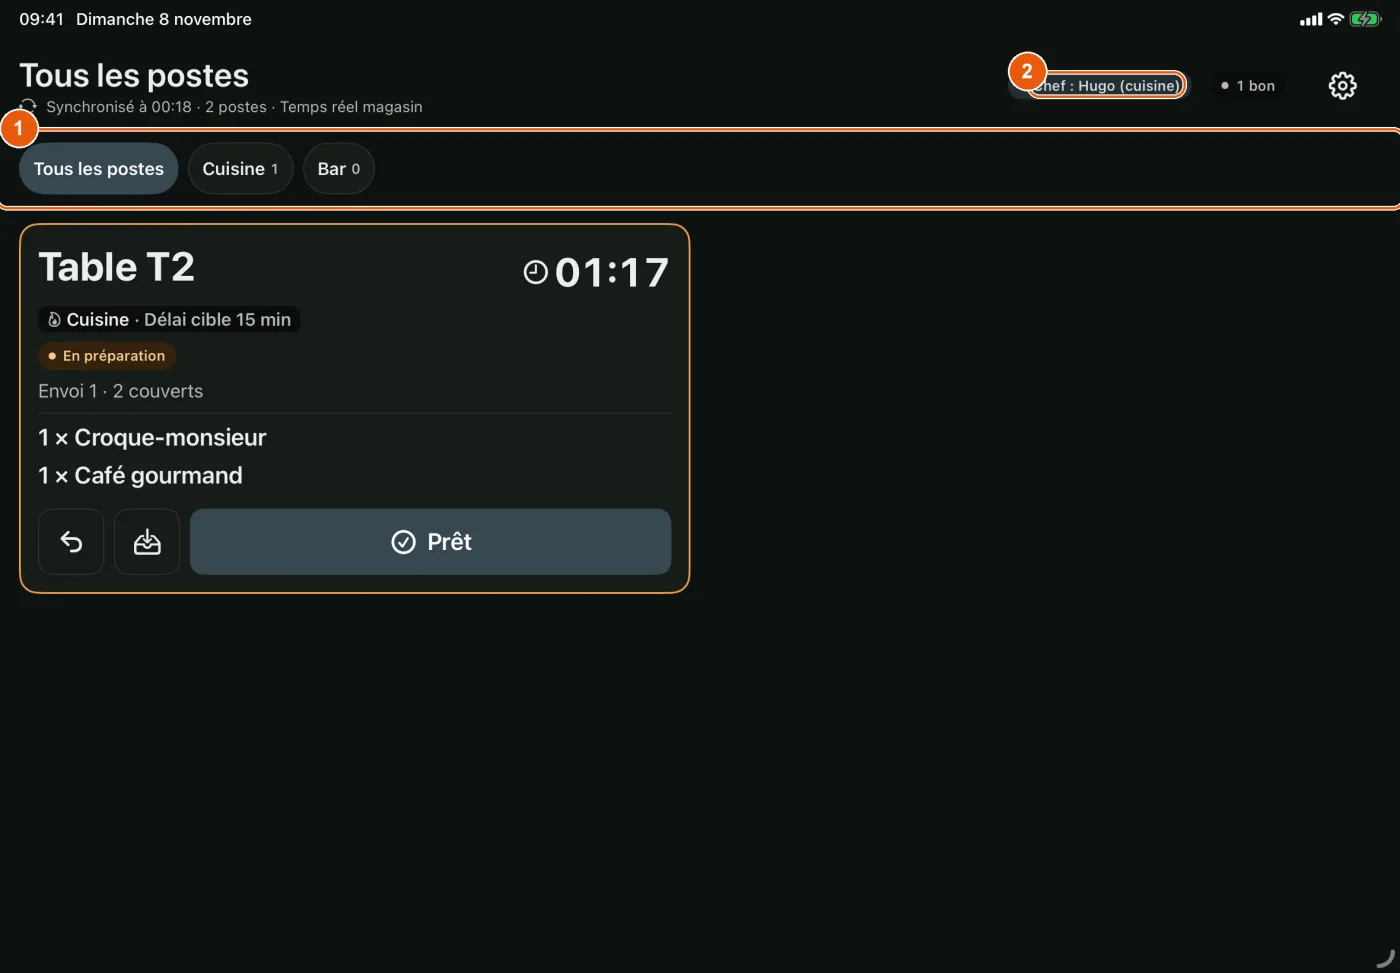 09:41 Dimanche 8 novembre
Tous les postes
2
Chef : Hugo (cuisine)
1 bon
Synchronisé à 00:18 · 2 postes · Temps réel magasin
1
Tous les postes
Cuisine 1
Bar 0
Table T2
01:17
Cuisine · Délai cible 15 min
En préparation
Envoi 1 · 2 couverts
1 × Croque-monsieur
1 × Café gourmand
Prêt